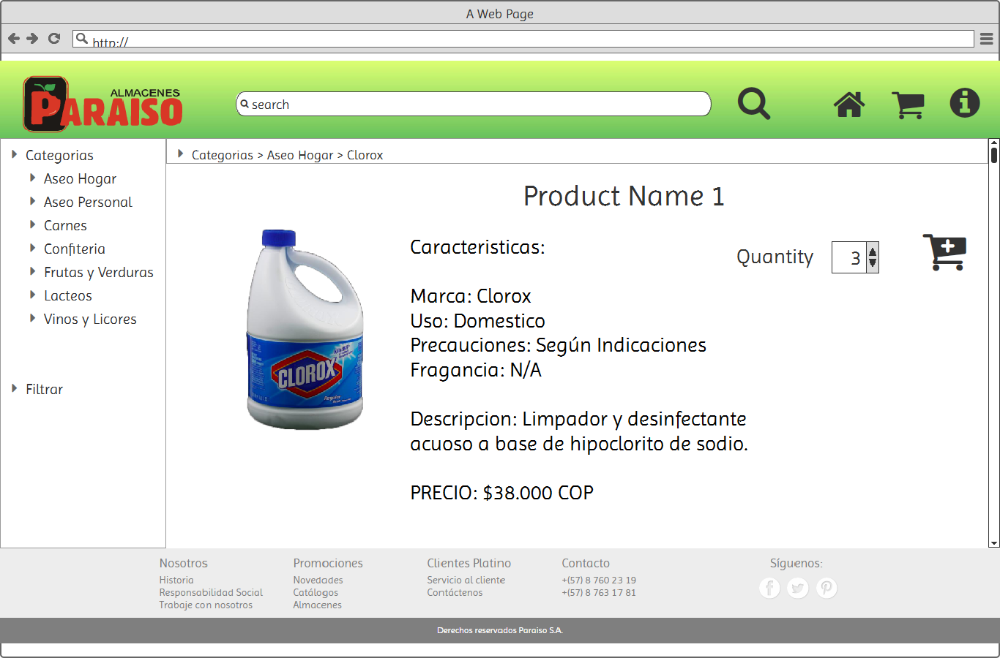 A Web Page
http://
ALMACENES
PARAISO
search
Categorias
Aseo Hogar
Aseo Personal
Carnes
Confiteria
Frutas y Verduras
Lacteos
Vinos y Licores
Filtrar
Categorias > Aseo Hogar > Clorox
Product Name 1
CLOROX
Regular
Caracteristicas:
Quantity
3
Marca: Clorox
Uso: Domestico
Precauciones: Según Indicaciones
Fragancia: N/A
Descripcion: Limpador y desinfectante
acuoso a base de hipoclorito de sodio.
PRECIO: $38.000 COP
Nosotros
Historia
Responsabilidad Social
Trabaje con nosotros
Promociones
Novedades
Catálogos
Almacenes
Clientes Platino
Servicio al cliente
Contáctenos
Contacto
+(57) 8 760 23 19
+(57) 8 763 17 81
Síguenos:
Derechos reservados Paraiso S.A.